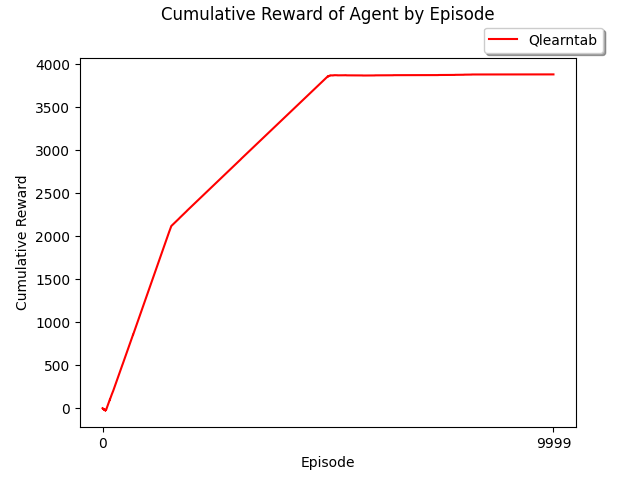 Cumulative Reward of Agent by Episode
Qlearntab
4000
3500
3000
2500
2000
1500
1000
500
0
Cumulative Reward
0
9999
Episode